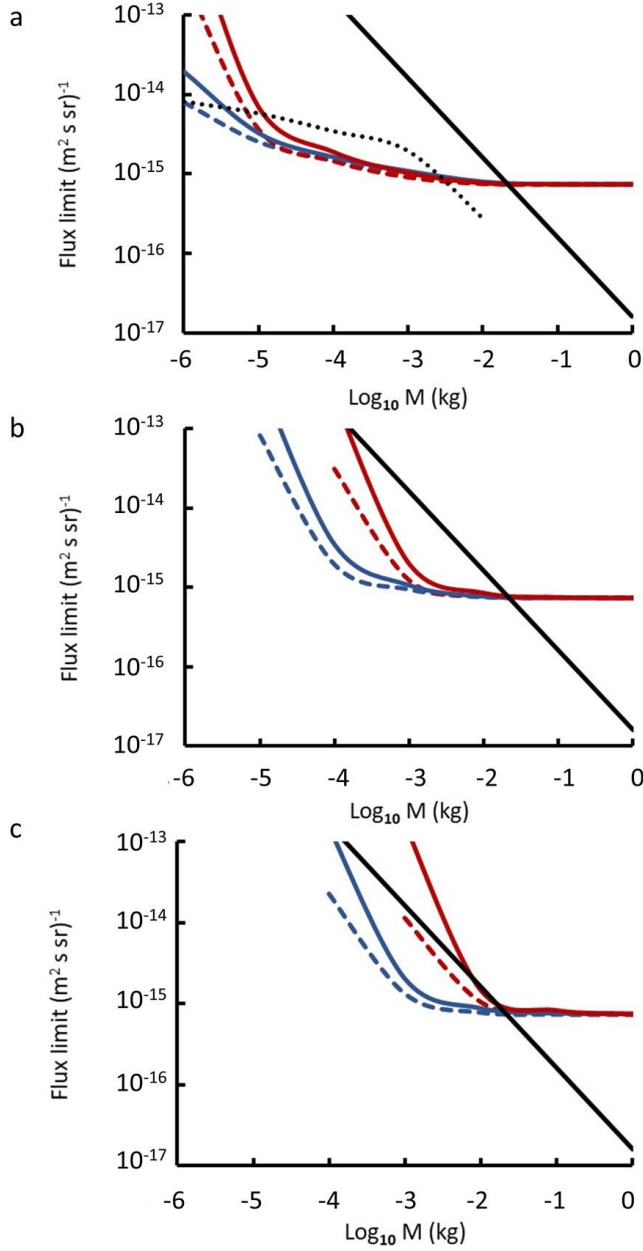 a
Flux limit (m² s sr)⁻¹
10⁻¹³
10⁻¹⁴
10⁻¹⁵
10⁻¹⁶
10⁻¹⁷
-6 -5 -4 -3 -2 -1 0
Log₁₀ M (kg)
b
Flux limit (m² s sr)⁻¹
10⁻¹³
10⁻¹⁴
10⁻¹⁵
10⁻¹⁶
10⁻¹⁷
-6 -5 -4 -3 -2 -1 0
Log₁₀ M (kg)
c
Flux limit (m² s sr)⁻¹
10⁻¹³
10⁻¹⁴
10⁻¹⁵
10⁻¹⁶
10⁻¹⁷
-6 -5 -4 -3 -2 -1 0
Log₁₀ M (kg)